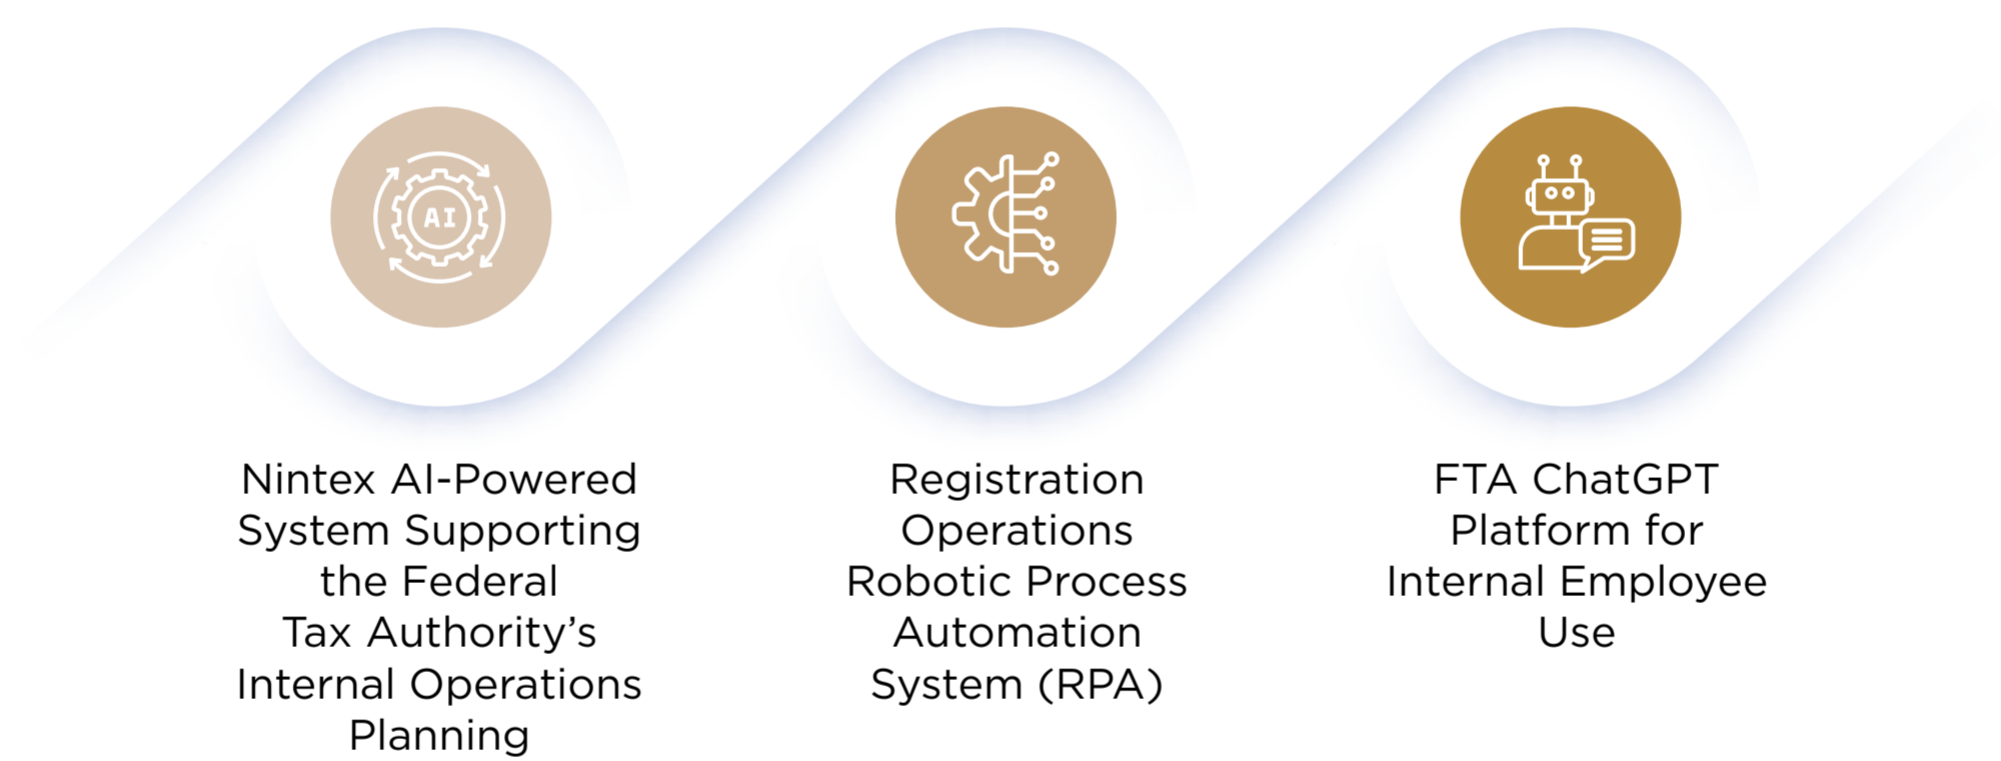 AI
Nintex AI-Powered
System Supporting
the Federal
Tax Authority’s
Internal Operations
Planning
Registration
Operations
Robotic Process
Automation
System (RPA)
FTA ChatGPT
Platform for
Internal Employee
Use